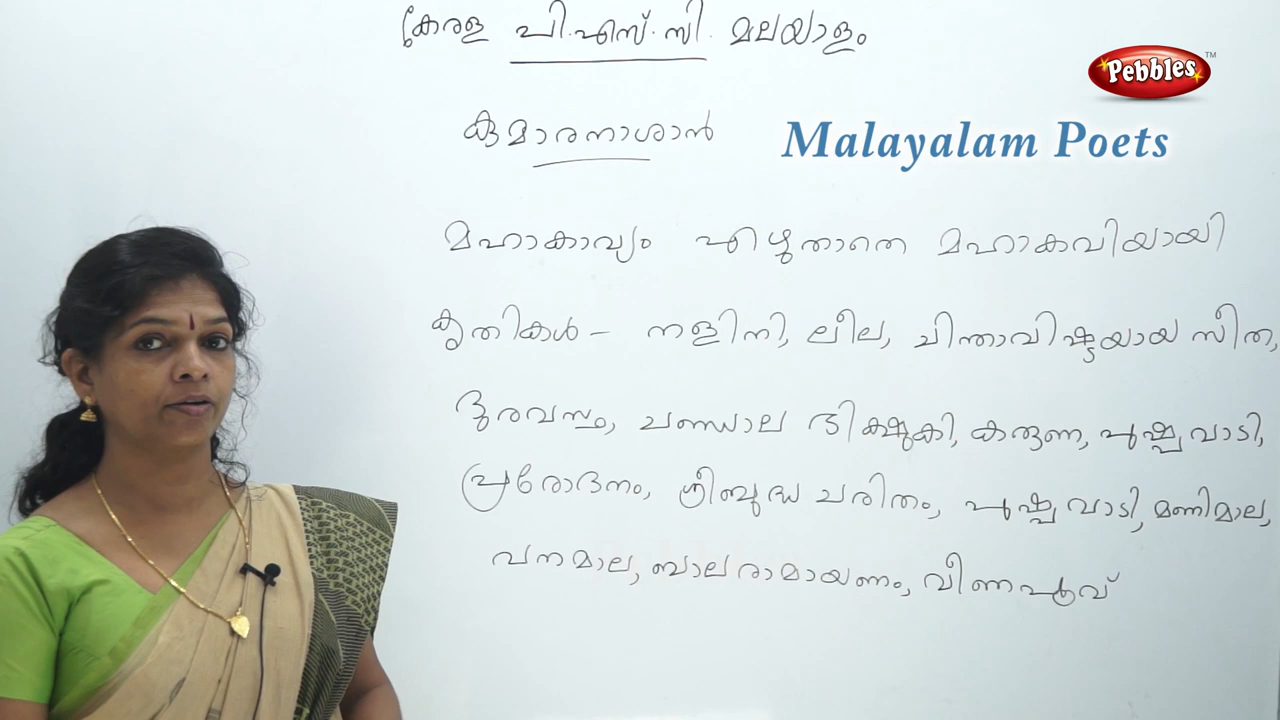 കേരള പി.എസ്.സി. മലയാളം
Pebbles TM
കുമാരനാശാൻ
Malayalam Poets
മഹാകാവ്യം എഴുതാതെ മഹാകവിയായി
കൃതികൾ - നളിനി, ലീല, ചിന്താവിഷ്ടയായ സീത,
ദുരവസ്ഥ, ചണ്ഡാല ഭിക്ഷുകി, കരുണ, പുഷ്പവാടി,
പ്രരോദനം, ശ്രീബുദ്ധ ചരിതം, പുഷ്പവാടി, മണിമാല,
വനമാല, ബാലരാമായണം, വീണപൂവ്